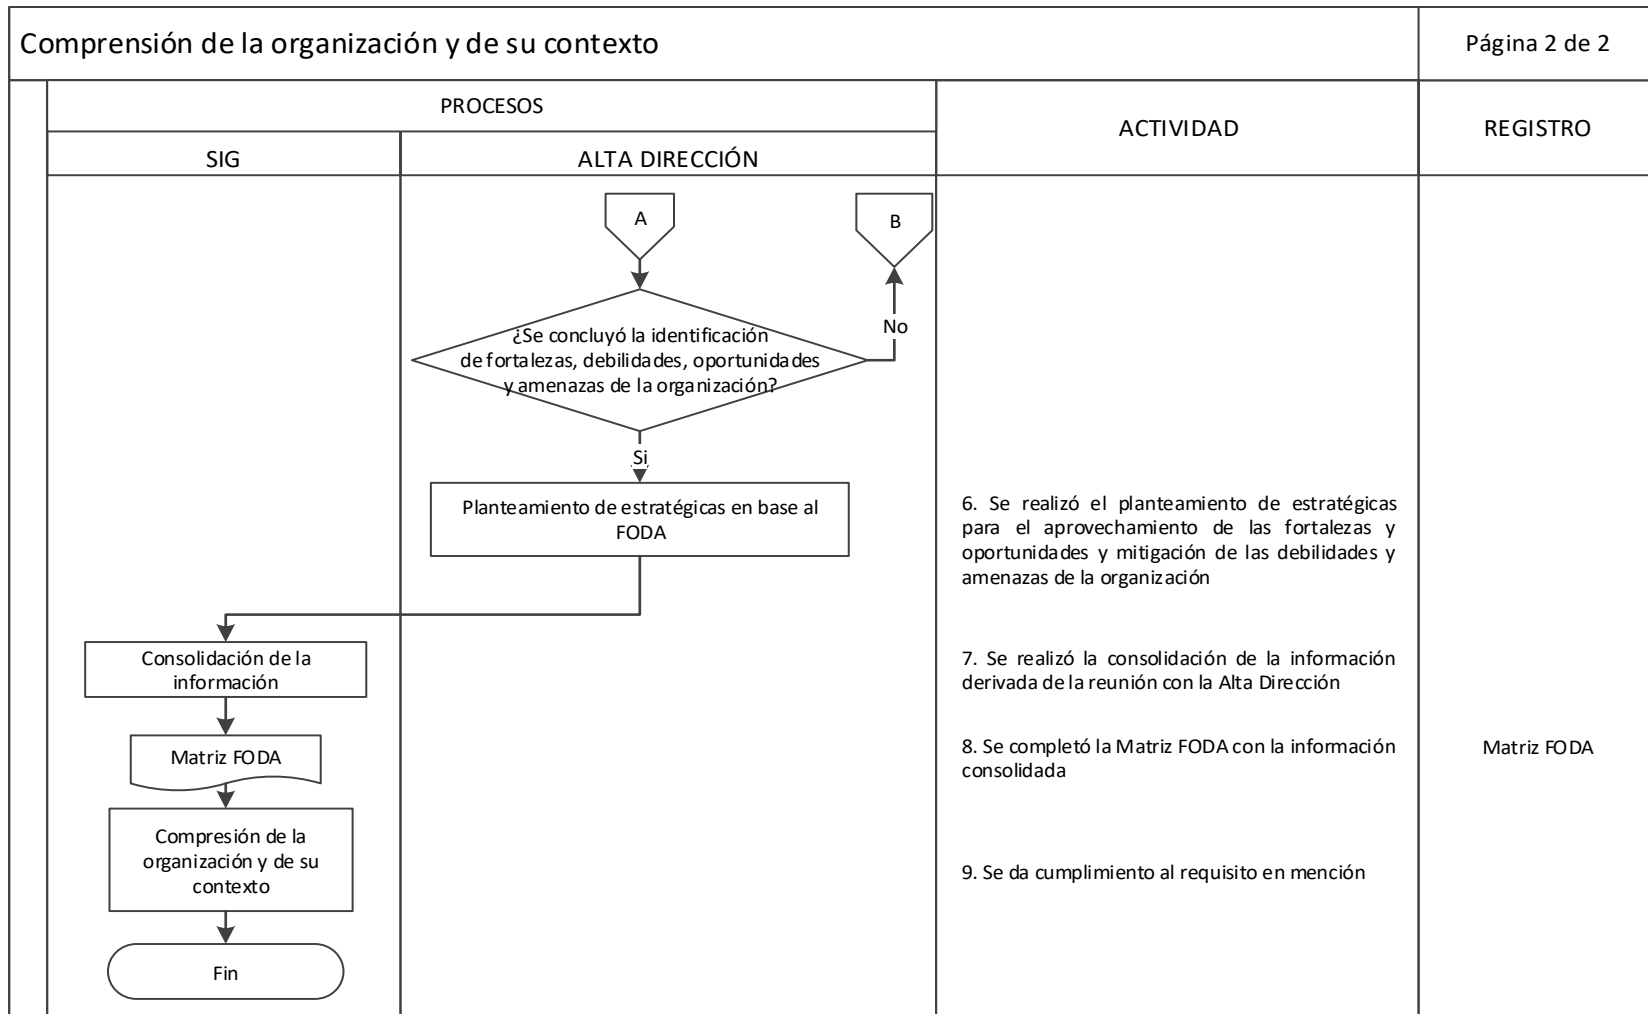 Comprensión de la organización y de su contexto
Página 2 de 2
PROCESOS
ACTIVIDAD
REGISTRO
SIG
ALTA DIRECCIÓN
A
B
¿Se concluyó la identificación
de fortalezas, debilidades, oportunidades
y amenazas de la organización?
No
Si
Planteamiento de estratégicas en base al
FODA
6. Se realizó el planteamiento de estratégicas
para el aprovechamiento de las fortalezas y
oportunidades y mitigación de las debilidades y
amenazas de la organización
Consolidación de la
información
7. Se realizó la consolidación de la información
derivada de la reunión con la Alta Dirección
Matriz FODA
8. Se completó la Matriz FODA con la información
consolidada
Matriz FODA
Compresión de la
organización y de su
contexto
9. Se da cumplimiento al requisito en mención
Fin